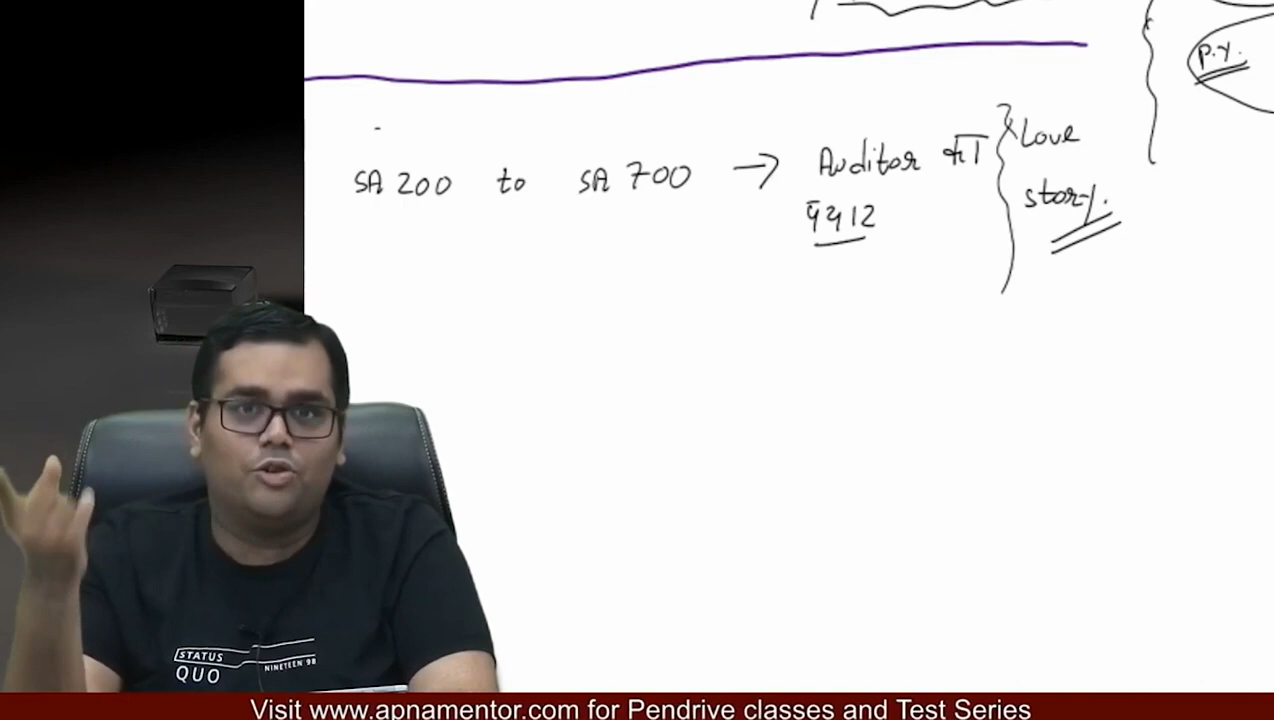 P.Y.
SA 200 to SA 700 → Auditor का
प्यार
Love
story.
STATUS
QUO
NINETEEN 98
Visit www.apnamentor.com for Pendrive classes and Test Series